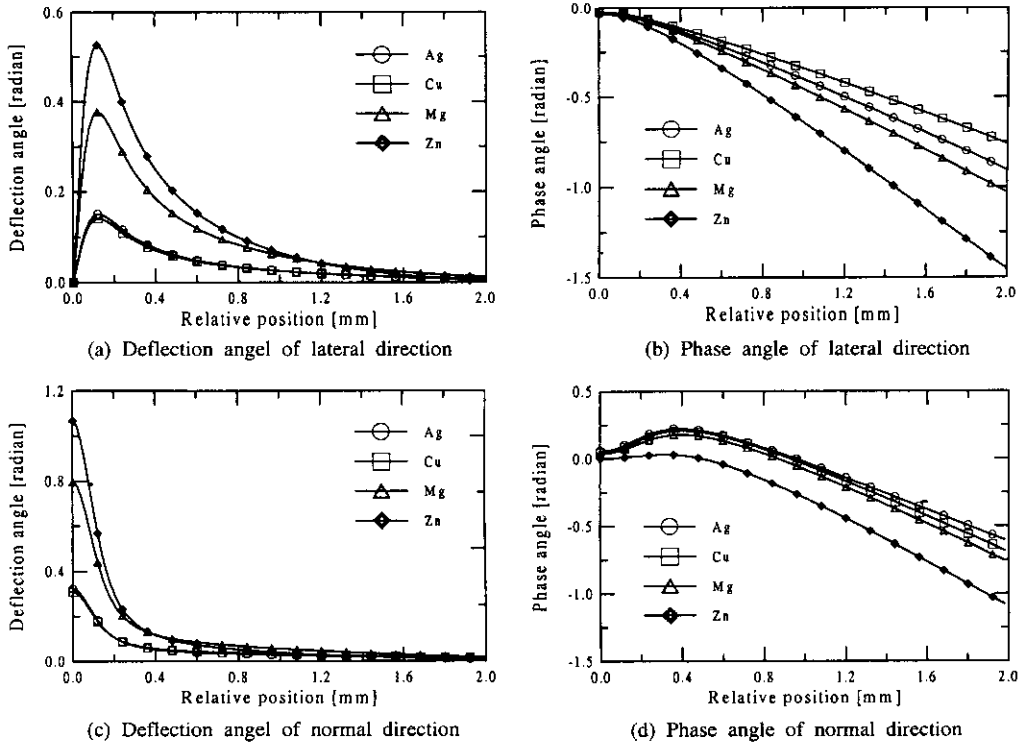 Deflection angle [radian]
0.6
0.4
0.2
0.0
Ag
Cu
Mg
Zn
0.0 0.4 0.8 1.2 1.6 2.0
Relative position [mm]
(a) Deflection angel of lateral direction
Phase angle [radian]
0.0
-0.5
-1.0
-1.5
Ag
Cu
Mg
Zn
0.0 0.4 0.8 1.2 1.6 2.0
Relative position [mm]
(b) Phase angle of lateral direction
Deflection angle [radian]
1.2
0.8
0.4
0.0
Ag
Cu
Mg
Zn
0.0 0.4 0.8 1.2 1.6 2.0
Relative position [mm]
(c) Deflection angel of normal direction
Phase angle [radian]
0.5
0.0
-0.5
-1.0
-1.5
Ag
Cu
Mg
Zn
0.0 0.4 0.8 1.2 1.6 2.0
Relative position [mm]
(d) Phase angle of normal direction